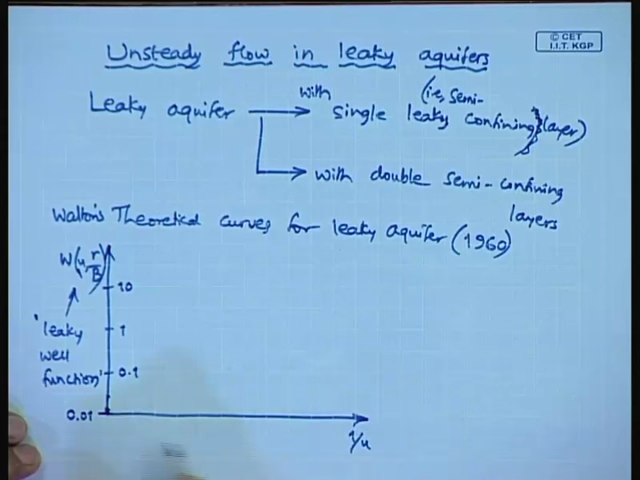 © CET
I.I.T. KGP
Unsteady flow in leaky aquifers
Leaky aquifer → with single leaky confining layer)
(i.e, semi-
→ with double semi-confining
layers
Walton's Theoretical curves for leaky aquifer (1960)
W(u, r/B)
10
'leaky
well
function'
1
0.1
0.01
1/u